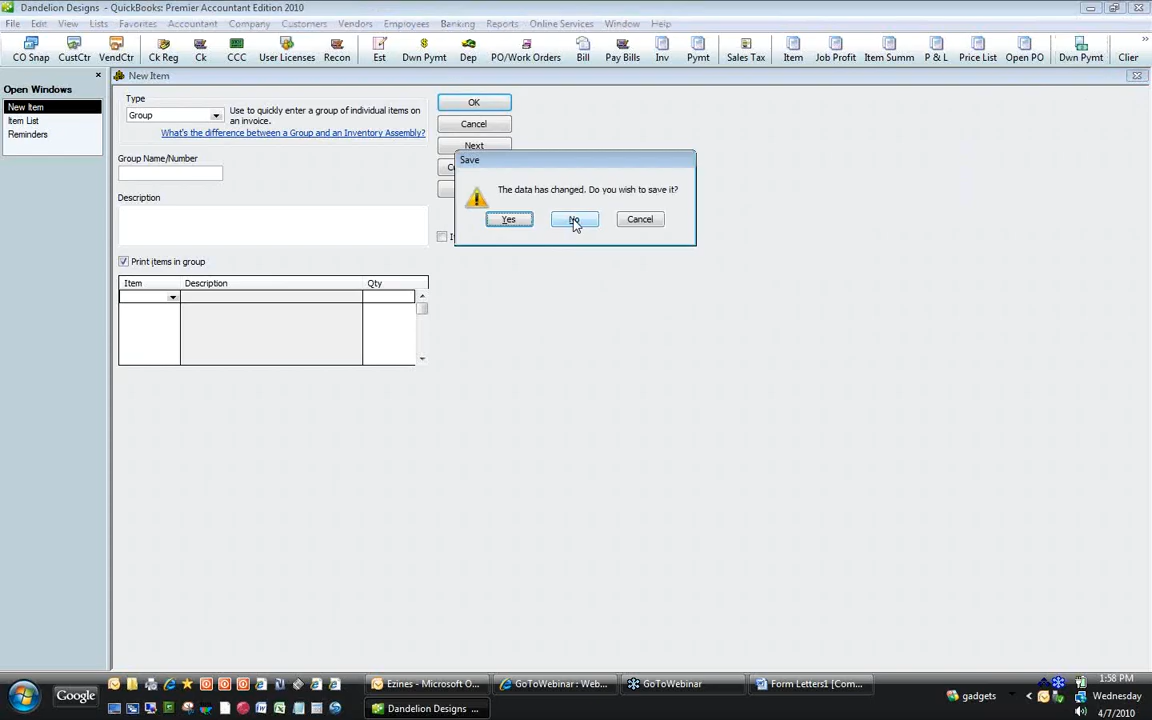 Dandelion Designs - QuickBooks: Premier Accountant Edition 2010
File Edit View Lists Favorites Accountant Company Customers Vendors Employees Banking Reports Online Services Window Help
CO Snap CustCtr VendCtr Ck Reg Ck CCC User Licenses Recon Est Dwn Pymt Dep PO/Work Orders Bill Pay Bills Inv Pymt Sales Tax Item Job Profit Item Summ P & L Price List Open PO Dwn Pymt Clier
Open Windows
New Item
Item List
Reminders
New Item
Type
Group
Use to quickly enter a group of individual items on
an invoice.
What's the difference between a Group and an Inventory Assembly?
OK
Cancel
Next
Group Name/Number
Description
Save
The data has changed. Do you wish to save it?
Yes No Cancel
Print items in group
Item Description Qty
Ezines - Microsoft O...
GoToWebinar : Web...
GoToWebinar
Form Letters1 [Com...
Dandelion Designs ...
Google
gadgets
1:58 PM
Wednesday
4/7/2010